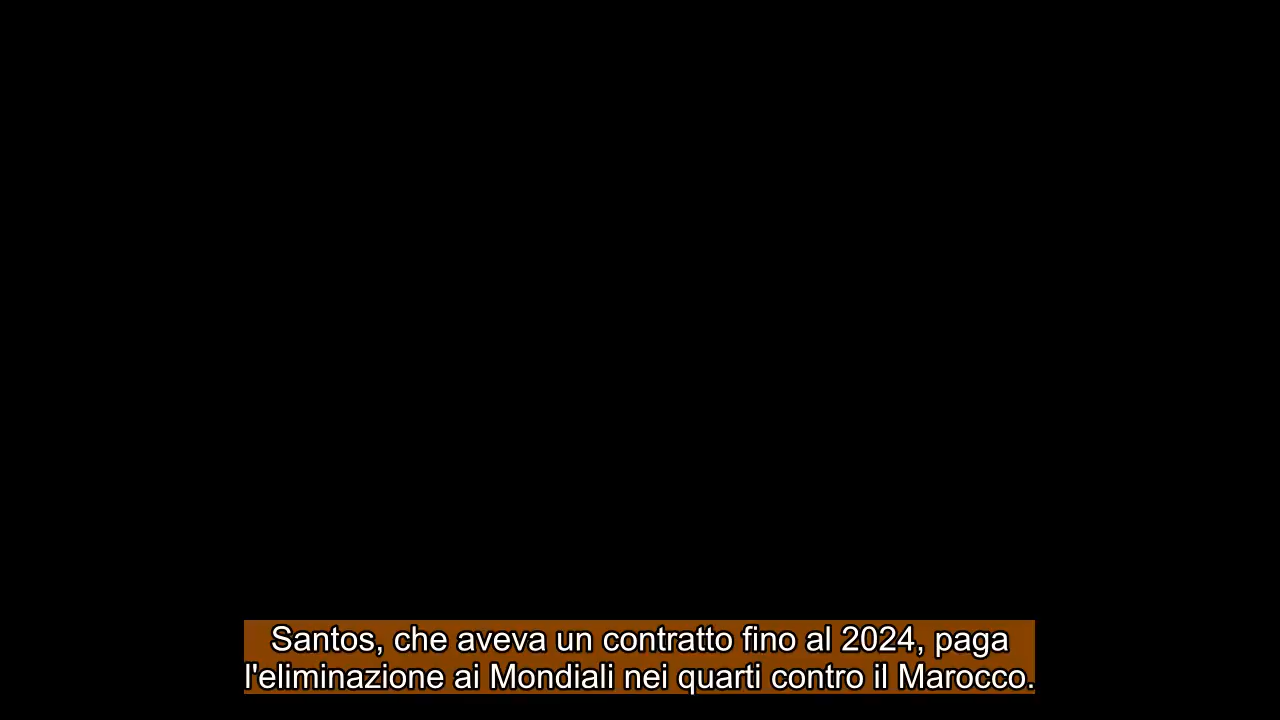 Santos, che aveva un contratto fino al 2024, paga
l'eliminazione ai Mondiali nei quarti contro il Marocco.